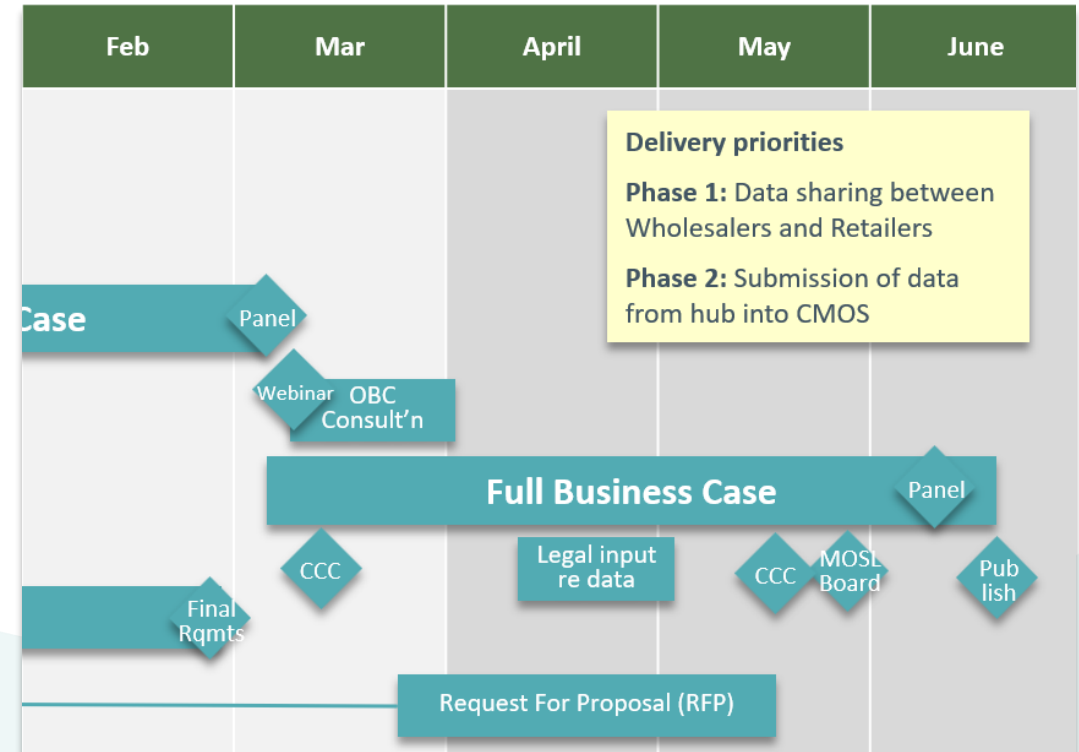 Feb Mar April May June
Delivery priorities
Phase 1: Data sharing between
Wholesalers and Retailers
Phase 2: Submission of data
from hub into CMOS
Case
Panel
Webinar
OBC
Consult'n
Full Business Case
Panel
CCC
Legal input
re data
CCC
MOSL
Board
Pub
lish
Final
Rqmts
Request For Proposal (RFP)